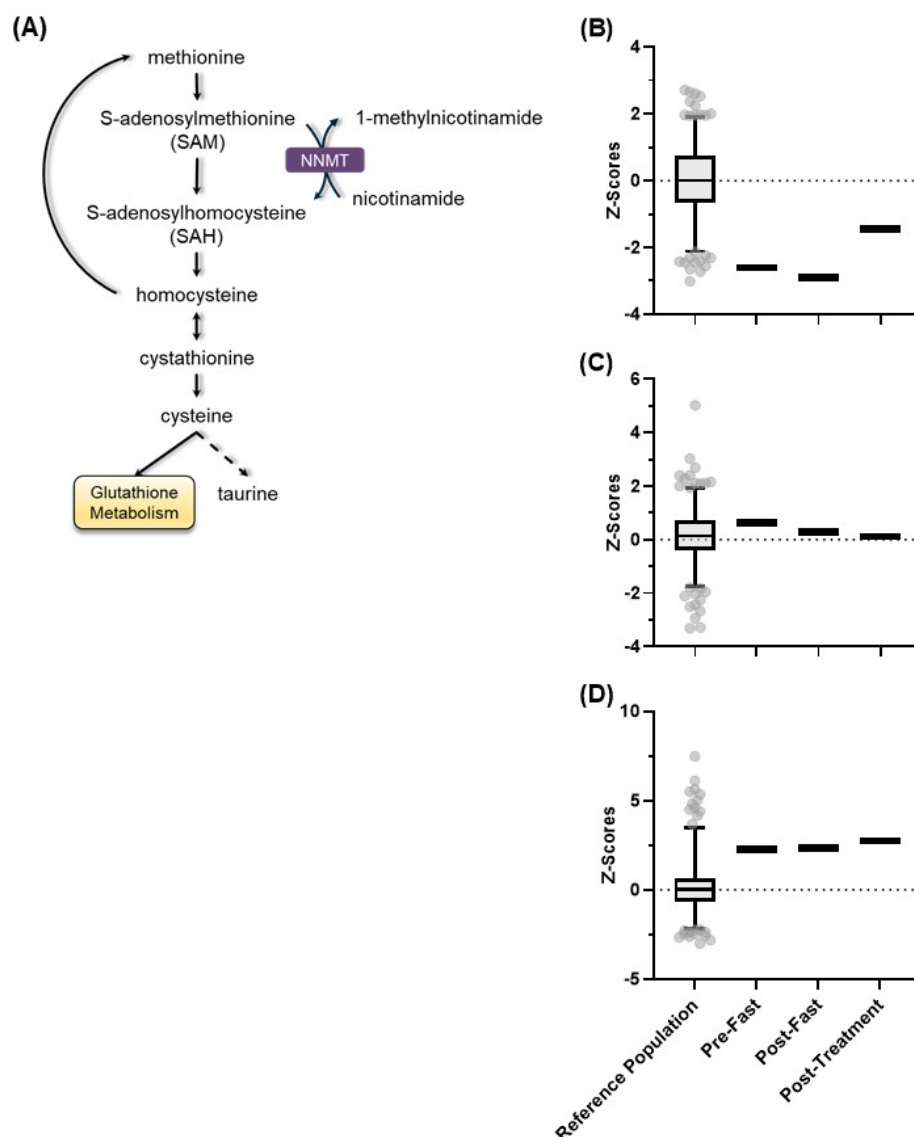 (A)
methionine
S-adenosylmethionine
(SAM)
1-methylnicotinamide
NNMT
nicotinamide
S-adenosylhomocysteine
(SAH)
homocysteine
cystathionine
cysteine
Glutathione
Metabolism
taurine
(B)
Z-Scores
4
2
0
-2
-4
(C)
Z-Scores
6
4
2
0
-2
-4
(D)
Z-Scores
10
5
0
-5
Reference Population
Pre-Fast
Post-Fast
Post-Treatment